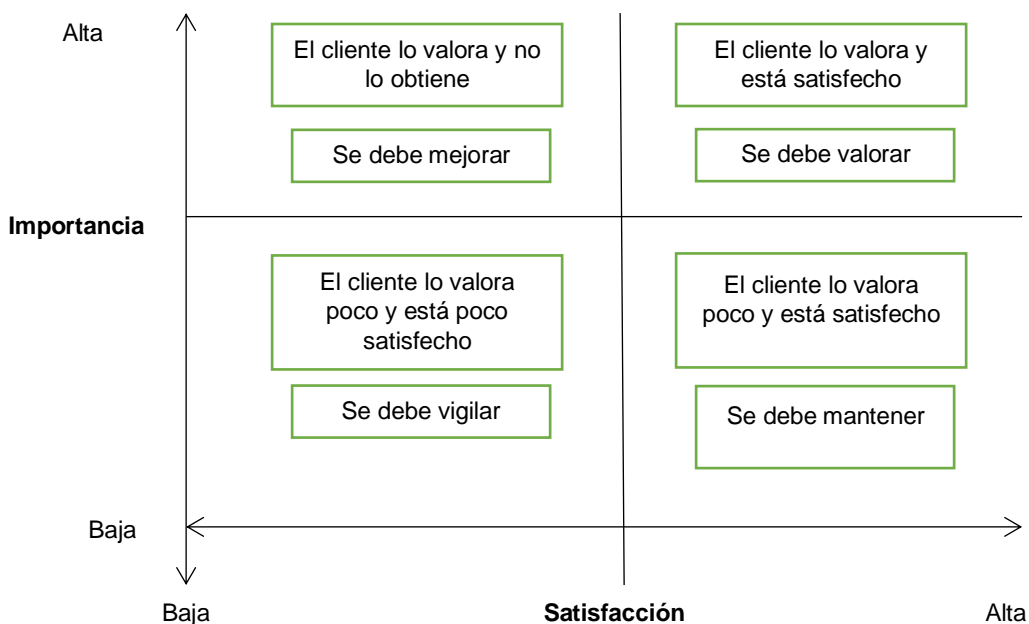 Alta
El cliente lo valora y no
lo obtiene
El cliente lo valora y
está satisfecho
Se debe mejorar
Se debe valorar
Importancia
El cliente lo valora
poco y está poco
satisfecho
El cliente lo valora
poco y está satisfecho
Se debe vigilar
Se debe mantener
Baja
Baja
Satisfacción
Alta